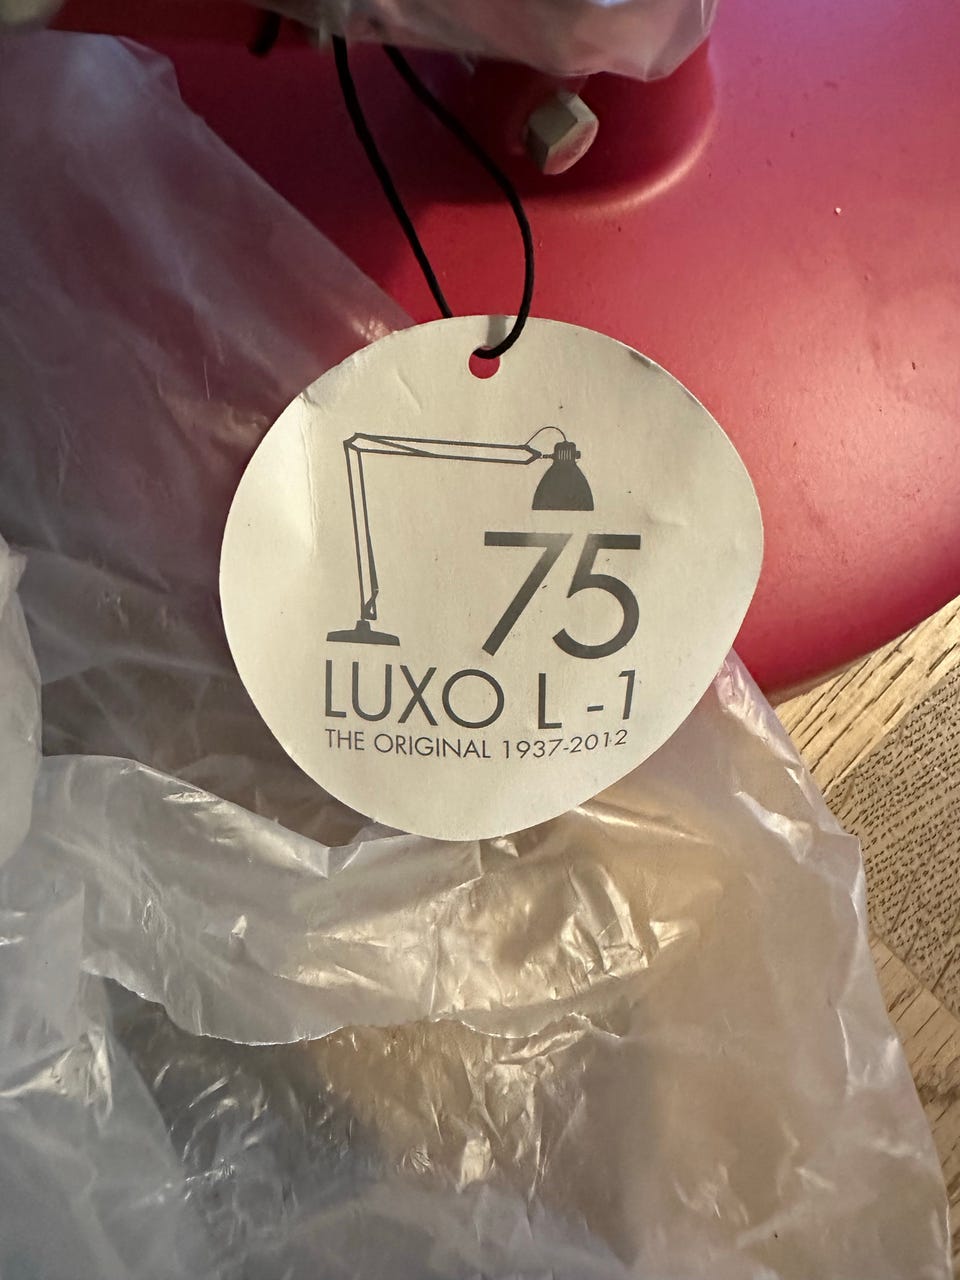 75
LUXO L-1
THE ORIGINAL 1937-2012